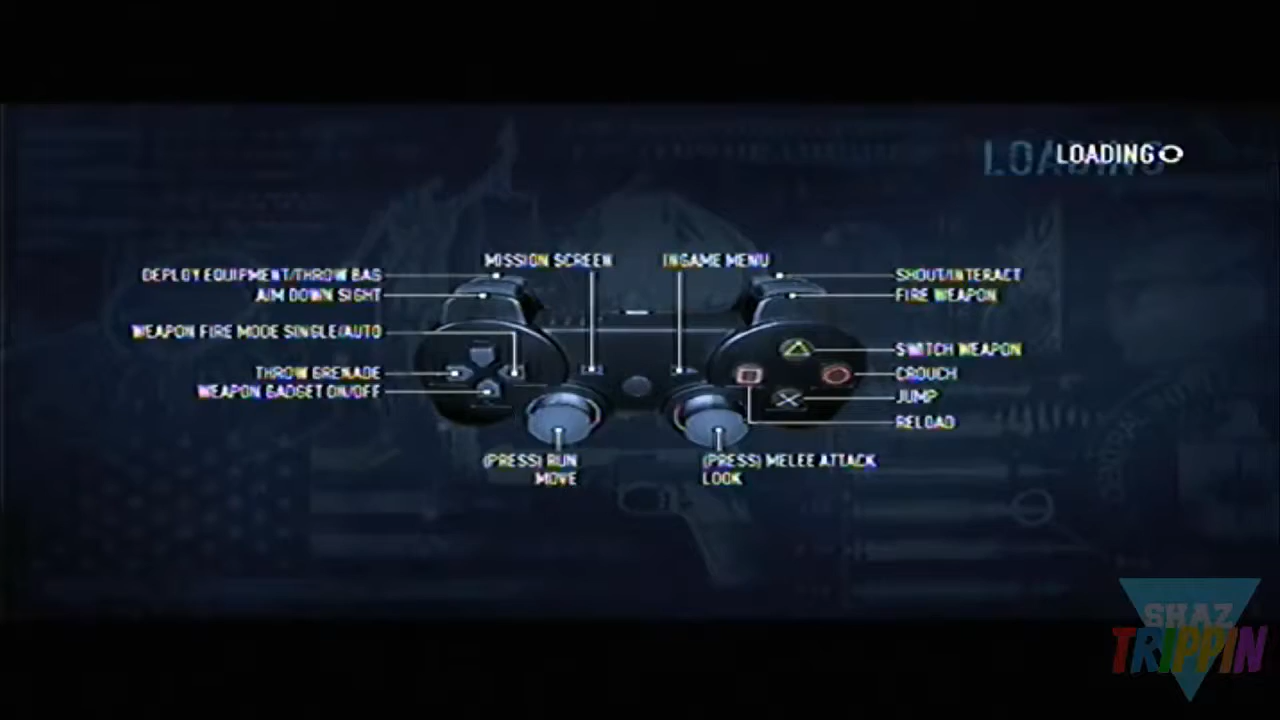 LOADING
LOADING
MISSION SCREEN
INGAME MENU
DEPLOY EQUIPMENT/THROW BAG
SHOUT/INTERACT
AIM DOWN SIGHT
FIRE WEAPON
WEAPON FIRE MODE SINGLE/AUTO
SWITCH WEAPON
THROW GRENADE
CROUCH
WEAPON GADGET ON/OFF
JUMP
RELOAD
(PRESS) RUN
MOVE
(PRESS) MELEE ATTACK
LOOK
SHAZ
TRIPPIN